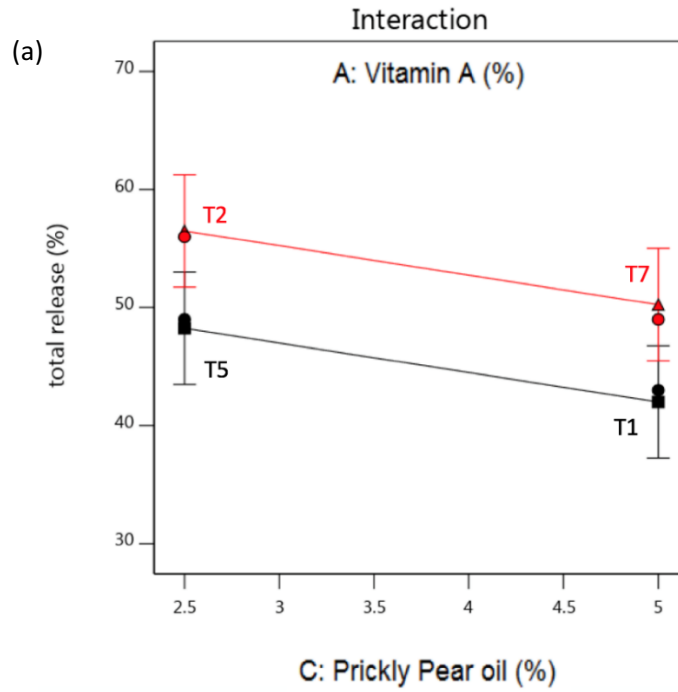 Interaction
(a)
A: Vitamin A (%)
total release (%)
70
60
50
40
30
T2
T7
T5
T1
2.5
3
3.5
4
4.5
5
C: Prickly Pear oil (%)